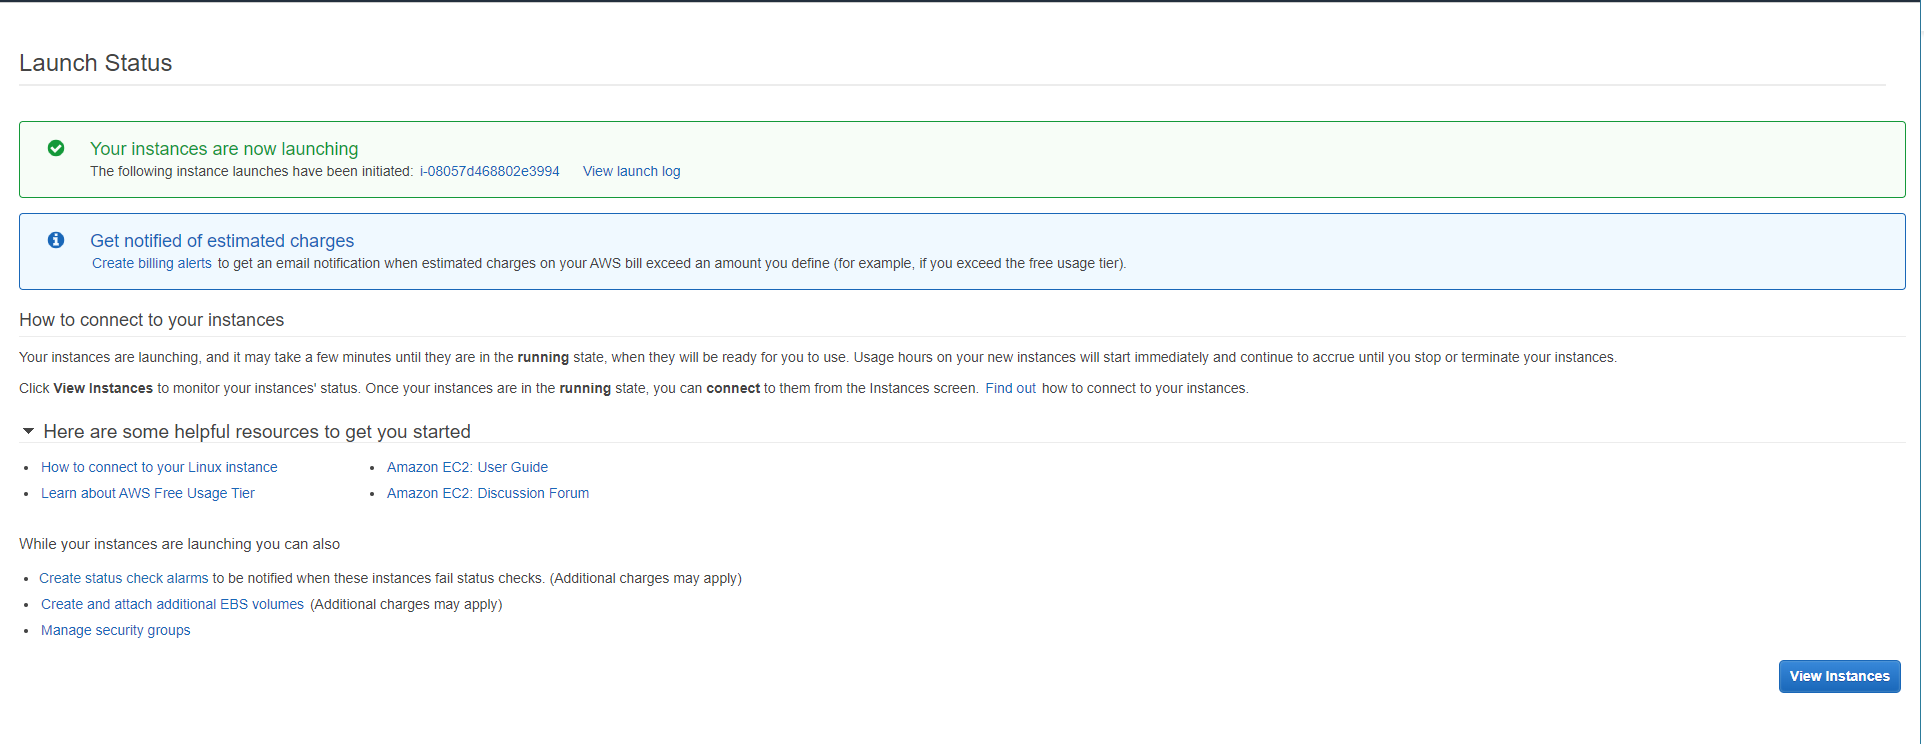 Launch Status
Your instances are now launching
The following instance launches have been initiated: i-08057d468802e3994 View launch log
Get notified of estimated charges
Create billing alerts to get an email notification when estimated charges on your AWS bill exceed an amount you define (for example, if you exceed the free usage tier).
How to connect to your instances
Your instances are launching, and it may take a few minutes until they are in the running state, when they will be ready for you to use. Usage hours on your new instances will start immediately and continue to accrue until you stop or terminate your instances.
Click View Instances to monitor your instances' status. Once your instances are in the running state, you can connect to them from the Instances screen. Find out how to connect to your instances.
Here are some helpful resources to get you started
How to connect to your Linux instance
Learn about AWS Free Usage Tier
Amazon EC2: User Guide
Amazon EC2: Discussion Forum
While your instances are launching you can also
Create status check alarms to be notified when these instances fail status checks. (Additional charges may apply)
Create and attach additional EBS volumes (Additional charges may apply)
Manage security groups
View Instances